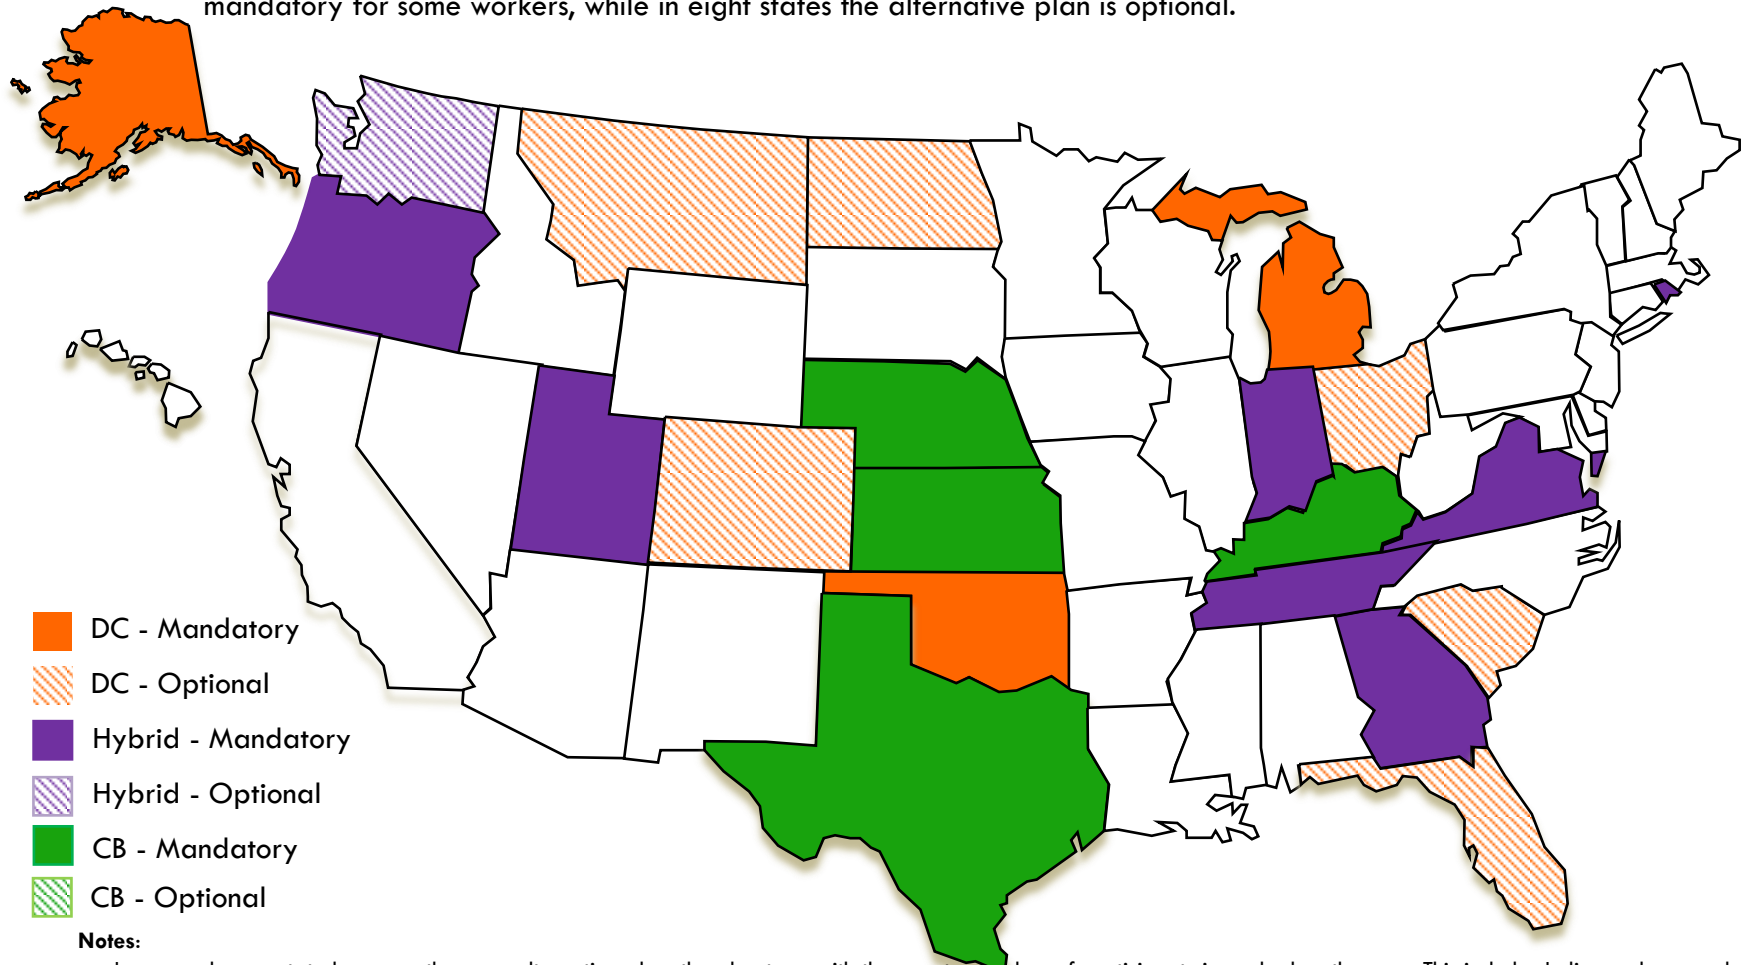 mandatory for some workers, while in eight states the alternative plan is optional.
DC - Mandatory
DC - Optional
Hybrid - Mandatory
Hybrid - Optional
CB - Mandatory
CB - Optional
Notes: